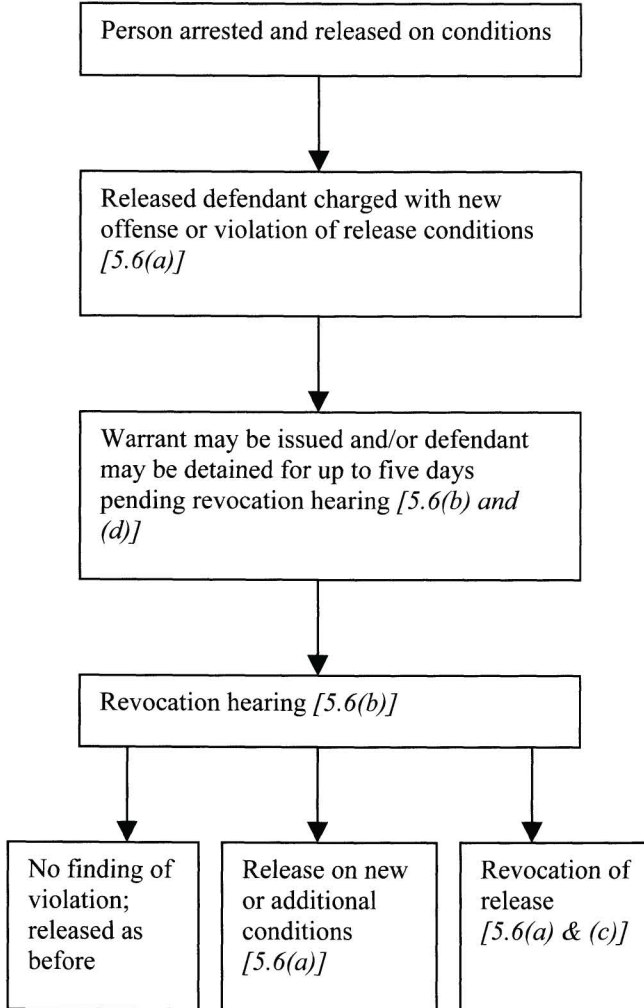 Person arrested and released on conditions
Released defendant charged with new
offense or violation of release conditions
[5.6(a)]
Warrant may be issued and/or defendant
may be detained for up to five days
pending revocation hearing [5.6(b) and
(d)]
Revocation hearing [5.6(b)]
No finding of
violation;
released as
before
Release on new
or additional
conditions
[5.6(a)]
Revocation of
release
[5.6(a) & (c)]